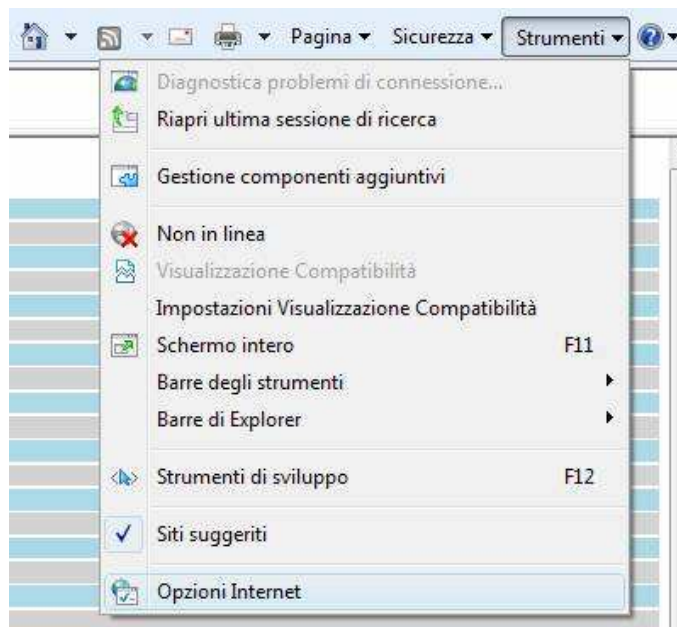 Pagina Sicurezza Strumenti
Diagnostica problemi di connessione...
Riapri ultima sessione di ricerca
Gestione componenti aggiuntivi
Non in linea
Visualizzazione Compatibilità
Impostazioni Visualizzazione Compatibilità
Schermo intero F11
Barre degli strumenti
Barre di Explorer
Strumenti di sviluppo F12
Siti suggeriti
Opzioni Internet